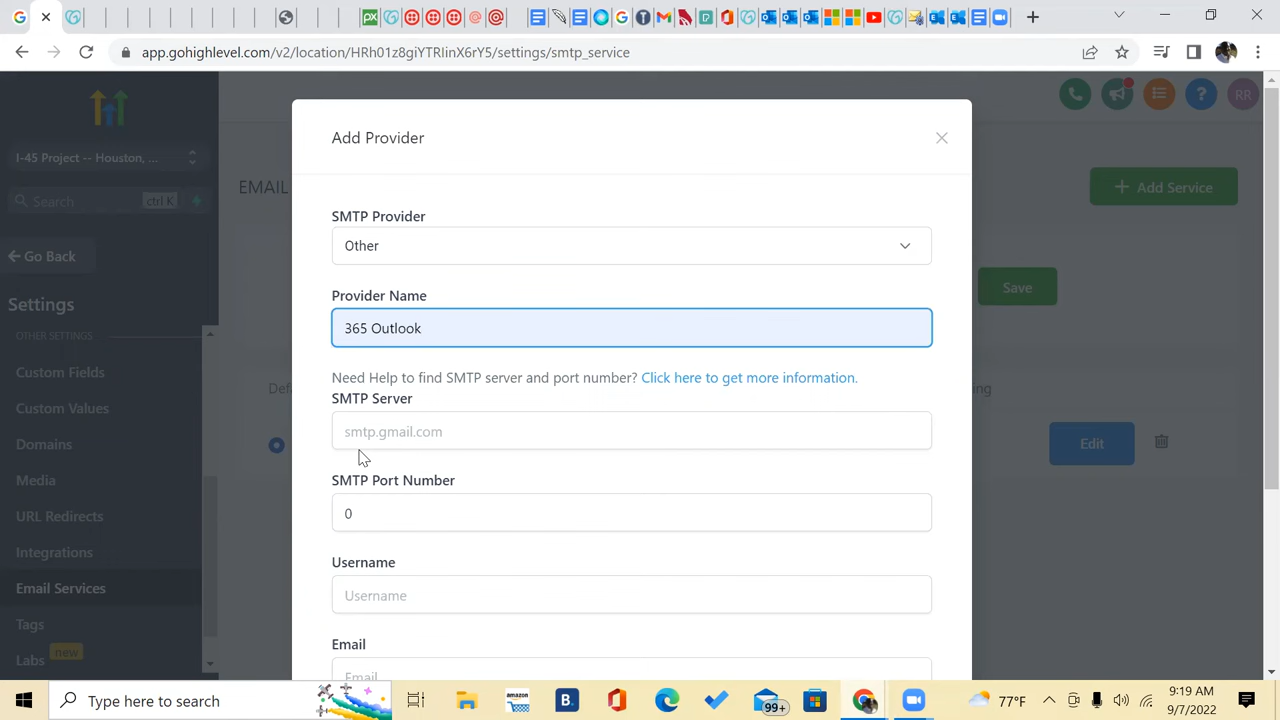 app.gohighlevel.com/v2/location/HRh01z8giYTRIinX6rY5/settings/smtp_service
I-45 Project -- Houston, ...
Search
ctrl K
Go Back
Settings
OTHER SETTINGS
Custom Fields
Custom Values
Domains
Media
URL Redirects
Integrations
Email Services
Tags
Labs new
RR
EMAIL
+ Add Service
Save
Edit
Add Provider
SMTP Provider
Other
Provider Name
365 Outlook
Need Help to find SMTP server and port number? Click here to get more information.
SMTP Server
smtp.gmail.com
SMTP Port Number
0
Username
Username
Email
Email
Type here to search
amazon
B.
99+
77°F
9:19 AM
9/7/2022